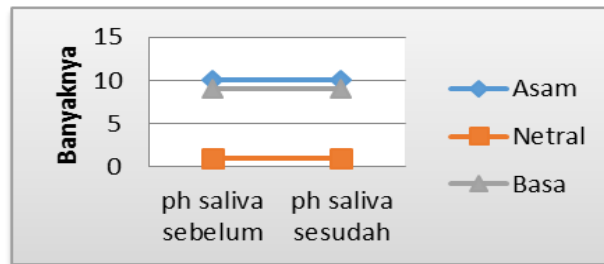 Banyaknya
15
10
5
0
ph saliva
sebelum
ph saliva
sesudah
Asam
Netral
Basa